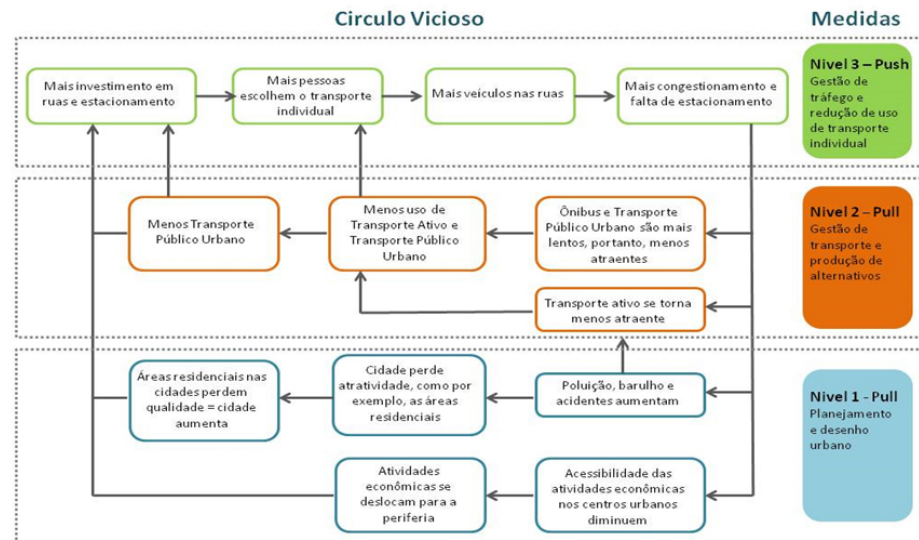 Circulo Vicioso
Medidas
Mais investimento em
ruas e estacionamento
Mais pessoas
escolhem o transporte
individual
Mais veículos nas ruas
Mais congestionamento e
falta de estacionamento
Nivel 3 – Push
Gestão de
tráfego e
redução de uso
de transporte
individual
Menos Transporte
Público Urbano
Menos uso de
Transporte Ativo e
Transporte Público
Urbano
Ônibus e Transporte
Público Urbano são mais
lentos, portanto, menos
atraentes
Transporte ativo se torna
menos atraente
Nivel 2 – Pull
Gestão de
transporte e
produção de
alternativos
Áreas residenciais nas
cidades perdem
qualidade = cidade
aumenta
Cidade perde
atratividade, como por
exemplo, as áreas
residenciais
Poluição, barulho e
acidentes aumentam
Atividades
econômicas se
deslocam para a
periferia
Acessibilidade das
atividades econômicas
nos centros urbanos
diminuem
Nivel 1 - Pull
Planejamento
e desenho
urbano